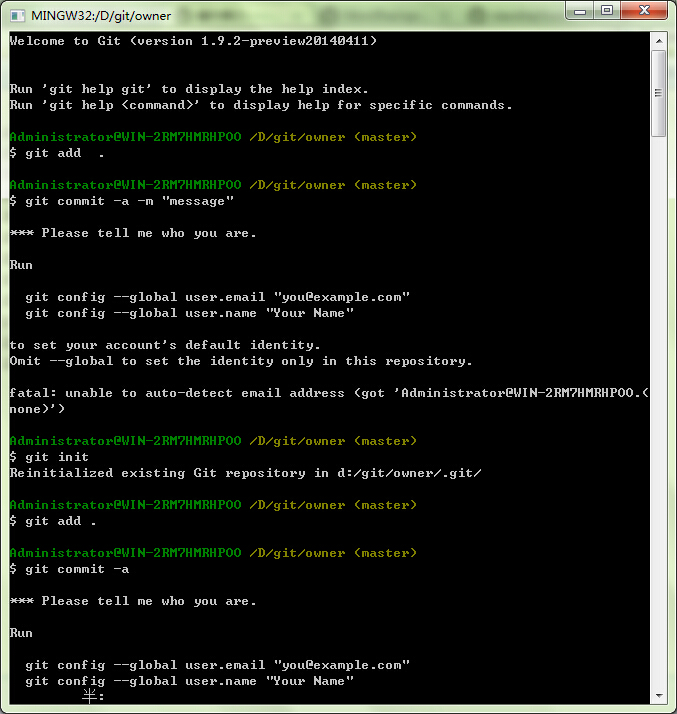 MINGW32:/D/git/owner
Welcome to Git (version 1.9.2-preview20140411)
Run 'git help git' to display the help index.
Run 'git help <command>' to display help for specific commands.
Administrator@WIN-2RM7HMRHPOO /D/git/owner (master)
$ git add  .
Administrator@WIN-2RM7HMRHPOO /D/git/owner (master)
$ git commit -a -m "message"
*** Please tell me who you are.
Run
  git config --global user.email "you@example.com"
  git config --global user.name "Your Name"
to set your account's default identity.
Omit --global to set the identity only in this repository.
fatal: unable to auto-detect email address (got 'Administrator@WIN-2RM7HMRHPOO.(
none)')
Administrator@WIN-2RM7HMRHPOO /D/git/owner (master)
$ git init
Reinitialized existing Git repository in d:/git/owner/.git/
Administrator@WIN-2RM7HMRHPOO /D/git/owner (master)
$ git add .
Administrator@WIN-2RM7HMRHPOO /D/git/owner (master)
$ git commit -a
*** Please tell me who you are.
Run
  git config --global user.email "you@example.com"
  git config --global user.name "Your Name"
半: